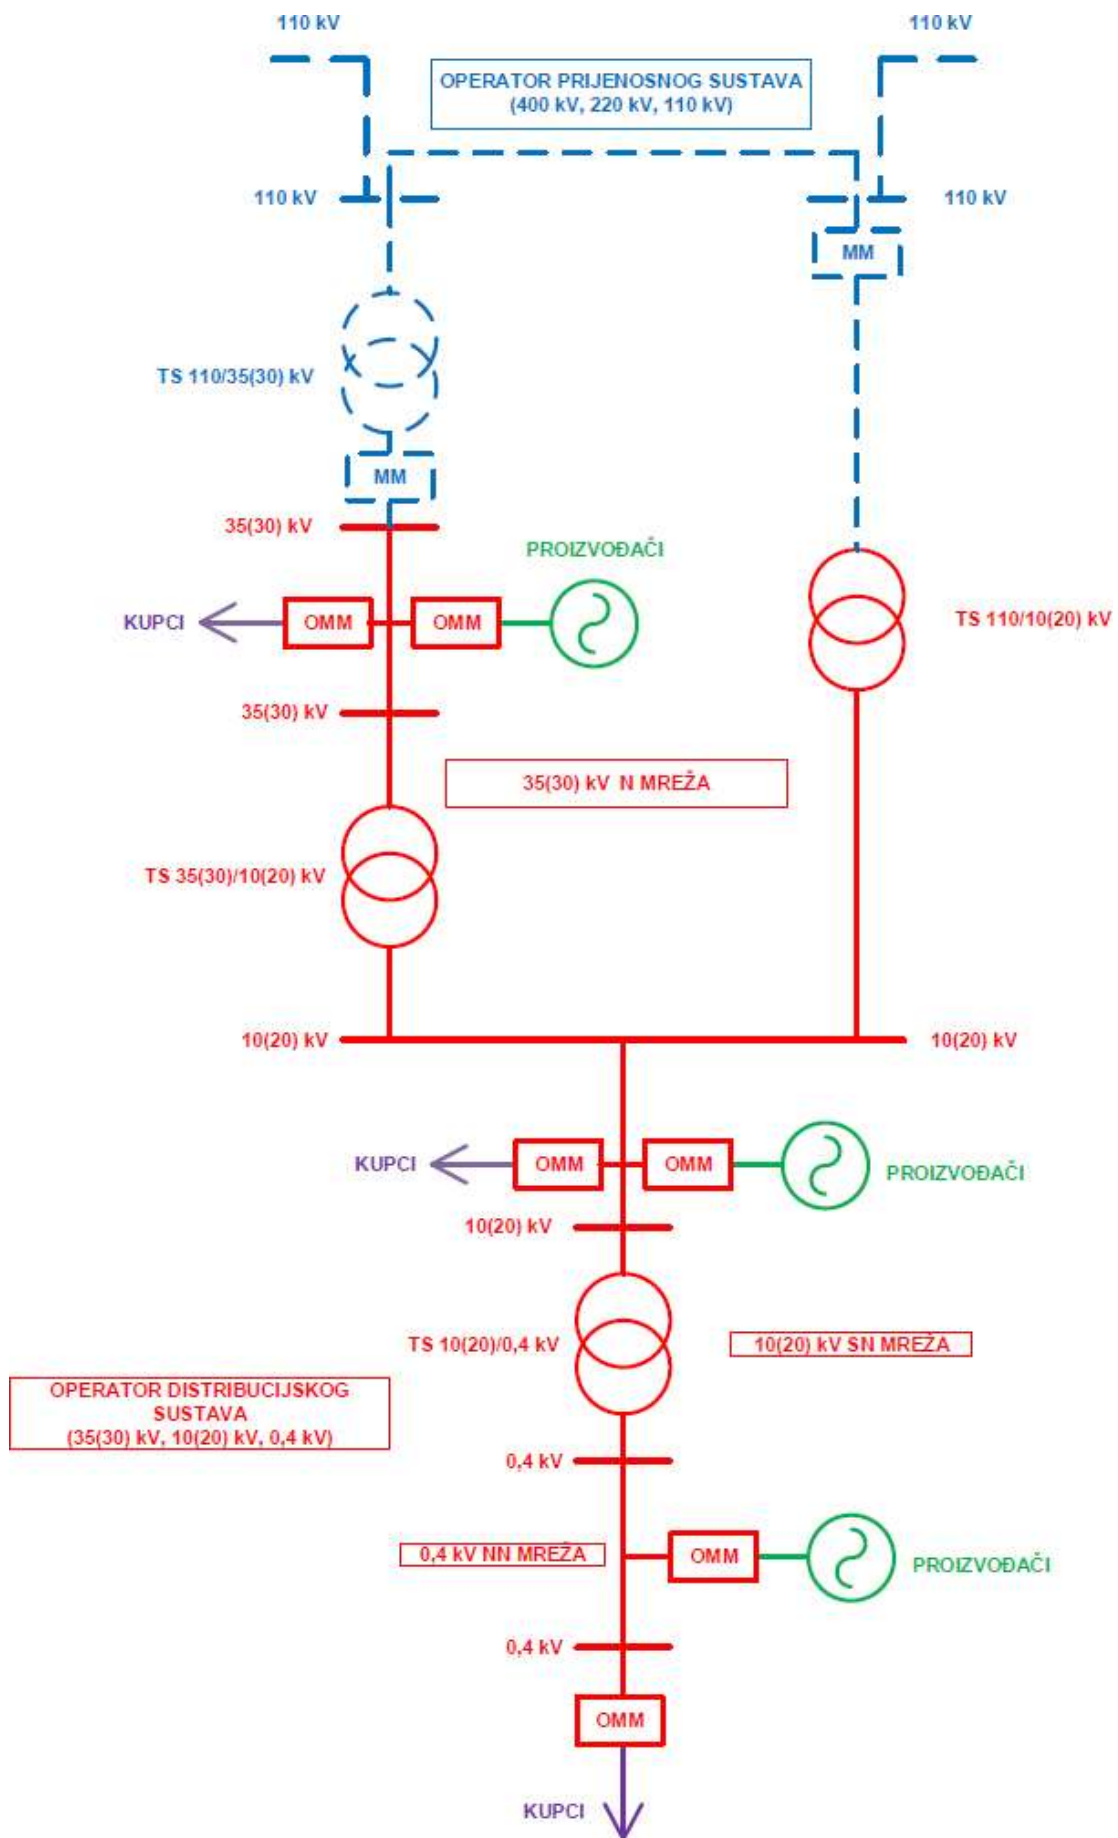 110 kV
110 kV
OPERATOR PRIJENOSNOG SUSTAVA
(400 kV, 220 kV, 110 kV)
110 kV
110 kV
MM
TS 110/35(30) kV
MM
35(30) kV
PROIZVOĐAČI
KUPCI
OMM
OMM
TS 110/10(20) kV
35(30) kV
35(30) kV  N MREŽA
TS 35(30)/10(20) kV
10(20) kV
10(20) kV
KUPCI
OMM
OMM
PROIZVOĐAČI
10(20) kV
TS 10(20)/0,4 kV
10(20) kV SN MREŽA
OPERATOR DISTRIBUCIJSKOG
SUSTAVA
(35(30) kV, 10(20) kV, 0,4 kV)
0,4 kV
0,4 kV NN MREŽA
OMM
PROIZVOĐAČI
0,4 kV
OMM
KUPCI